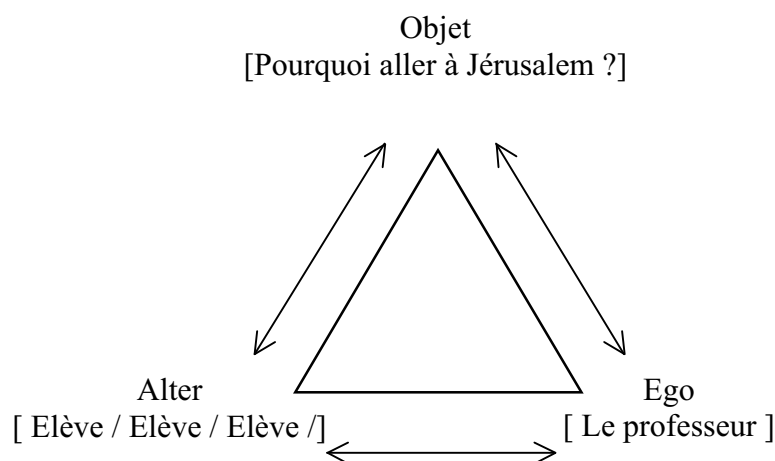 Objet
[Pourquoi aller à Jérusalem ?]
Alter
[ Elève / Elève / Elève /]
Ego
[ Le professeur ]